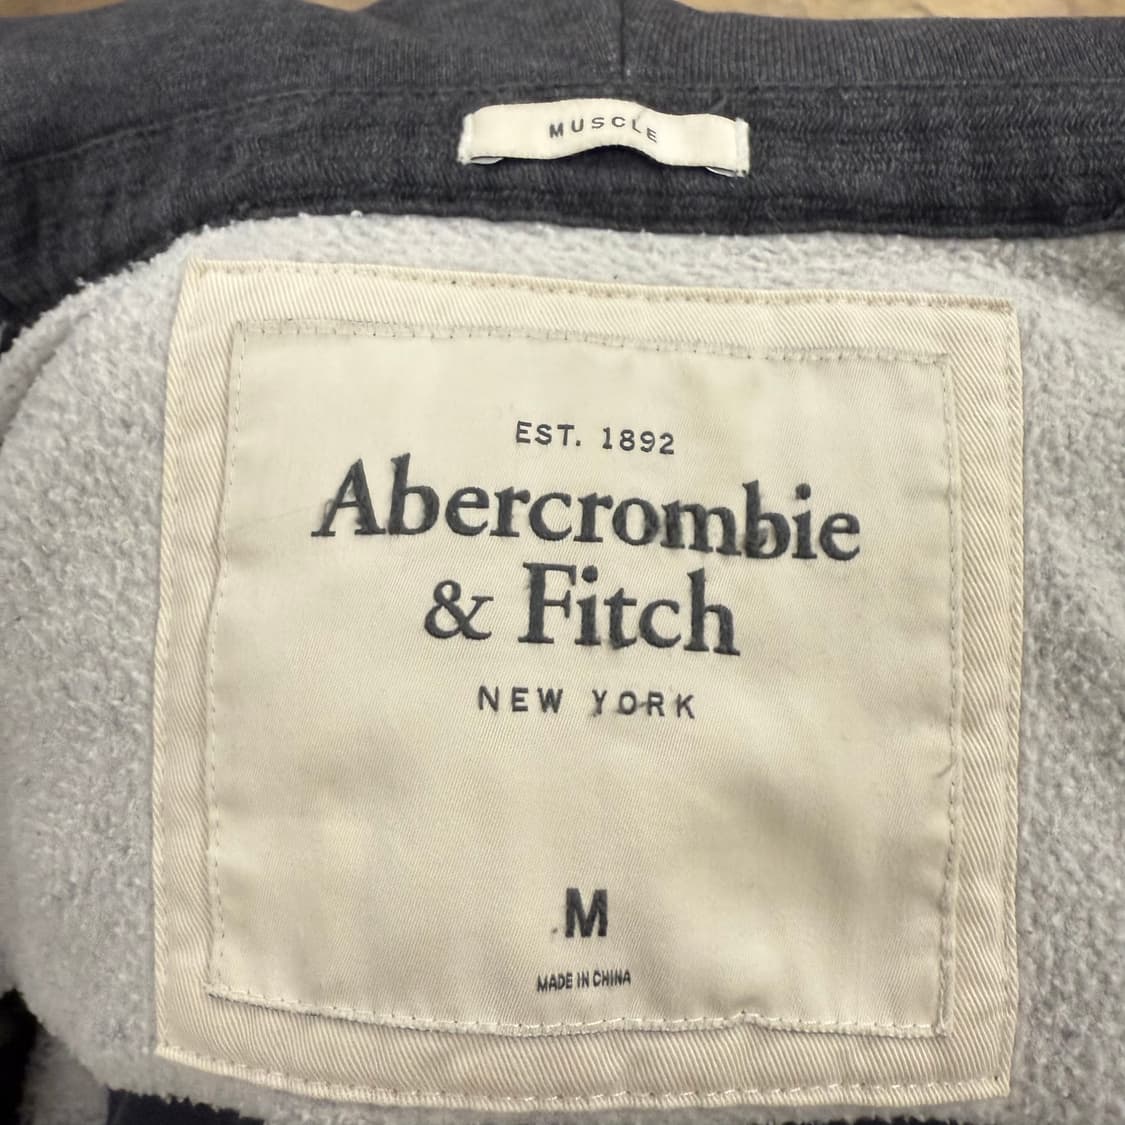 MUSCLE
EST. 1892
Abercrombie
& Fitch
NEW YORK
M
MADE IN CHINA